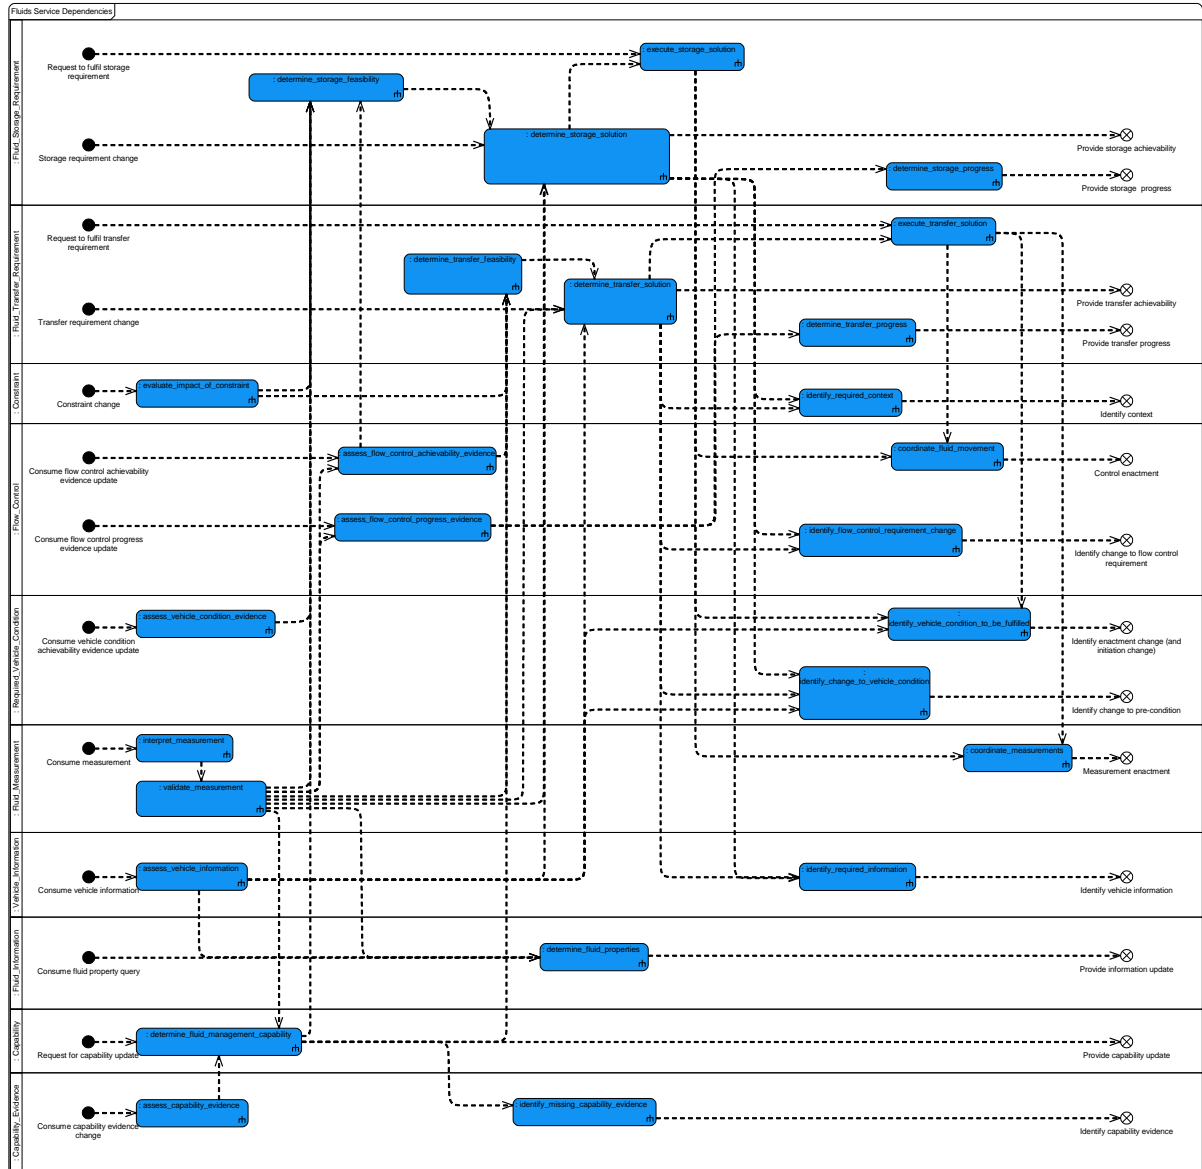 Fluids Service Dependencies
: Fluid_Storage_Requirement
Request to fulfil storage
requirement
execute_storage_solution
: determine_storage_feasibility
: determine_storage_solution
Storage requirement change
Provide storage achievability
: determine_storage_progress
Provide storage  progress
: Fluid_Transfer_Requirement
Request to fulfil transfer
requirement
execute_transfer_solution
: determine_transfer_feasibility
: determine_transfer_solution
Provide transfer achievability
Transfer requirement change
: determine_transfer_progress
Provide transfer progress
: Constraint
Constraint change
: evaluate_impact_of_constraint
: identify_required_context
Identify context
: Flow_Control
Consume flow control achievability
evidence update
: assess_flow_control_achievability_evidence
: coordinate_fluid_movement
Control enactment
Consume flow control progress
evidence update
: assess_flow_control_progress_evidence
: identify_flow_control_requirement_change
Identify change to flow control
requirement
: Required_Vehicle_Condition
Consume vehicle condition
achievability evidence update
: assess_vehicle_condition_evidence
:
identify_vehicle_condition_to_be_fulfilled
Identify enactment change (and
initiation change)
:
identify_change_to_vehicle_condition
Identify change to pre-condition
: Fluid_Measurement
Consume measurement
: interpret_measurement
: validate_measurement
: coordinate_measurements
Measurement enactment
: Vehicle_Information
Consume vehicle information
: assess_vehicle_information
: identify_required_information
Identify vehicle information
: Fluid_Information
Consume fluid property query
: determine_fluid_properties
Provide information update
: Capability
Request for capability update
: determine_fluid_management_capability
Provide capability update
: Capability_Evidence
Consume capability evidence
change
: assess_capability_evidence
identify_missing_capability_evidence
Identify capability evidence